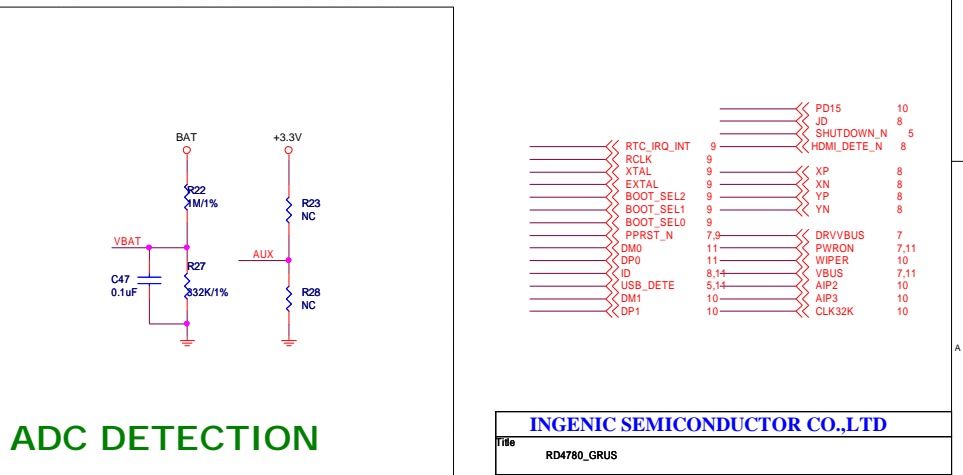 BAT
+3.3V
R22
1M/1%
R23
NC
VBAT
AUX
R27
332K/1%
C47
0.1uF
R28
NC
ADC DETECTION
RTC_IRQ_INT 9
RCLK 9
XTAL 9
EXTAL 9
BOOT_SEL2 9
BOOT_SEL1 9
BOOT_SEL0 9
PPRST_N 7,9
DM0 11
DP0 11
ID 8,11
USB_DETE 5,11
DM1 10
DP1 10
PD15 10
JD 8
SHUTDOWN_N 5
HDMI_DETE_N 8
XP 8
XN 8
YP 8
YN 8
DRVVBUS 7
PWRON 7,11
WIPER 10
VBUS 7,11
AIP2 10
AIP3 10
CLK32K 10
A
INGENIC SEMICONDUCTOR CO.,LTD
Title
RD4780_GRUS